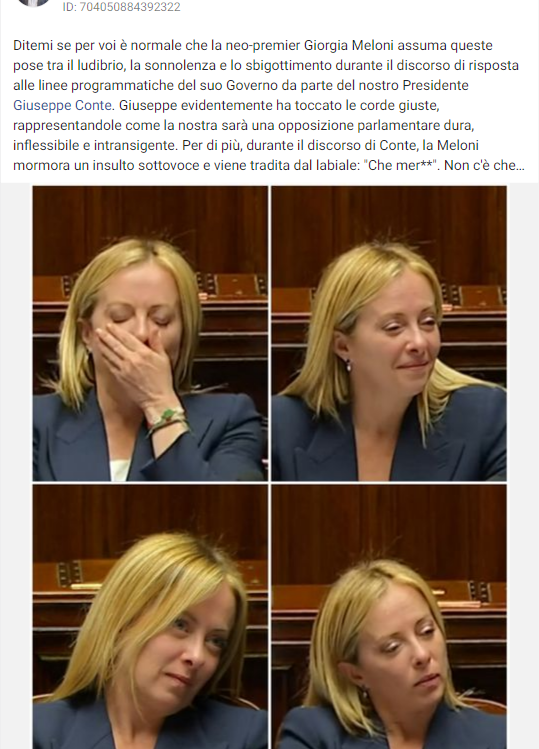 ID: 704050884392322
Ditemi se per voi è normale che la neo-premier Giorgia Meloni assuma queste
pose tra il ludibrio, la sonnolenza e lo sbigottimento durante il discorso di risposta
alle linee programmatiche del suo Governo da parte del nostro Presidente
Giuseppe Conte. Giuseppe evidentemente ha toccato le corde giuste,
rappresentandole come la nostra sarà una opposizione parlamentare dura,
inflessibile e intransigente. Per di più, durante il discorso di Conte, la Meloni
mormora un insulto sottovoce e viene tradita dal labiale: "Che mer**". Non c'è che...